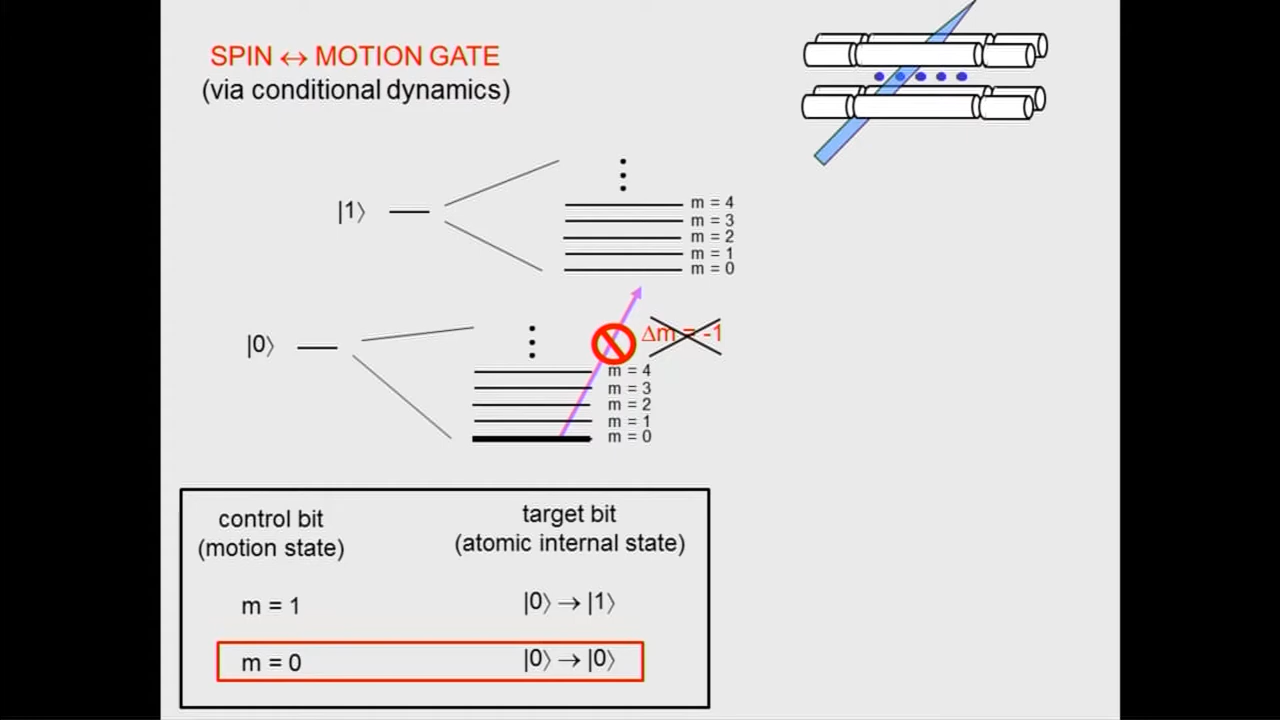 SPIN ↔ MOTION GATE
(via conditional dynamics)
|1⟩
m = 4
m = 3
m = 2
m = 1
m = 0
|0⟩
Δm = -1
m = 4
m = 3
m = 2
m = 1
m = 0
control bit
(motion state)
target bit
(atomic internal state)
m = 1
|0⟩ → |1⟩
m = 0
|0⟩ → |0⟩